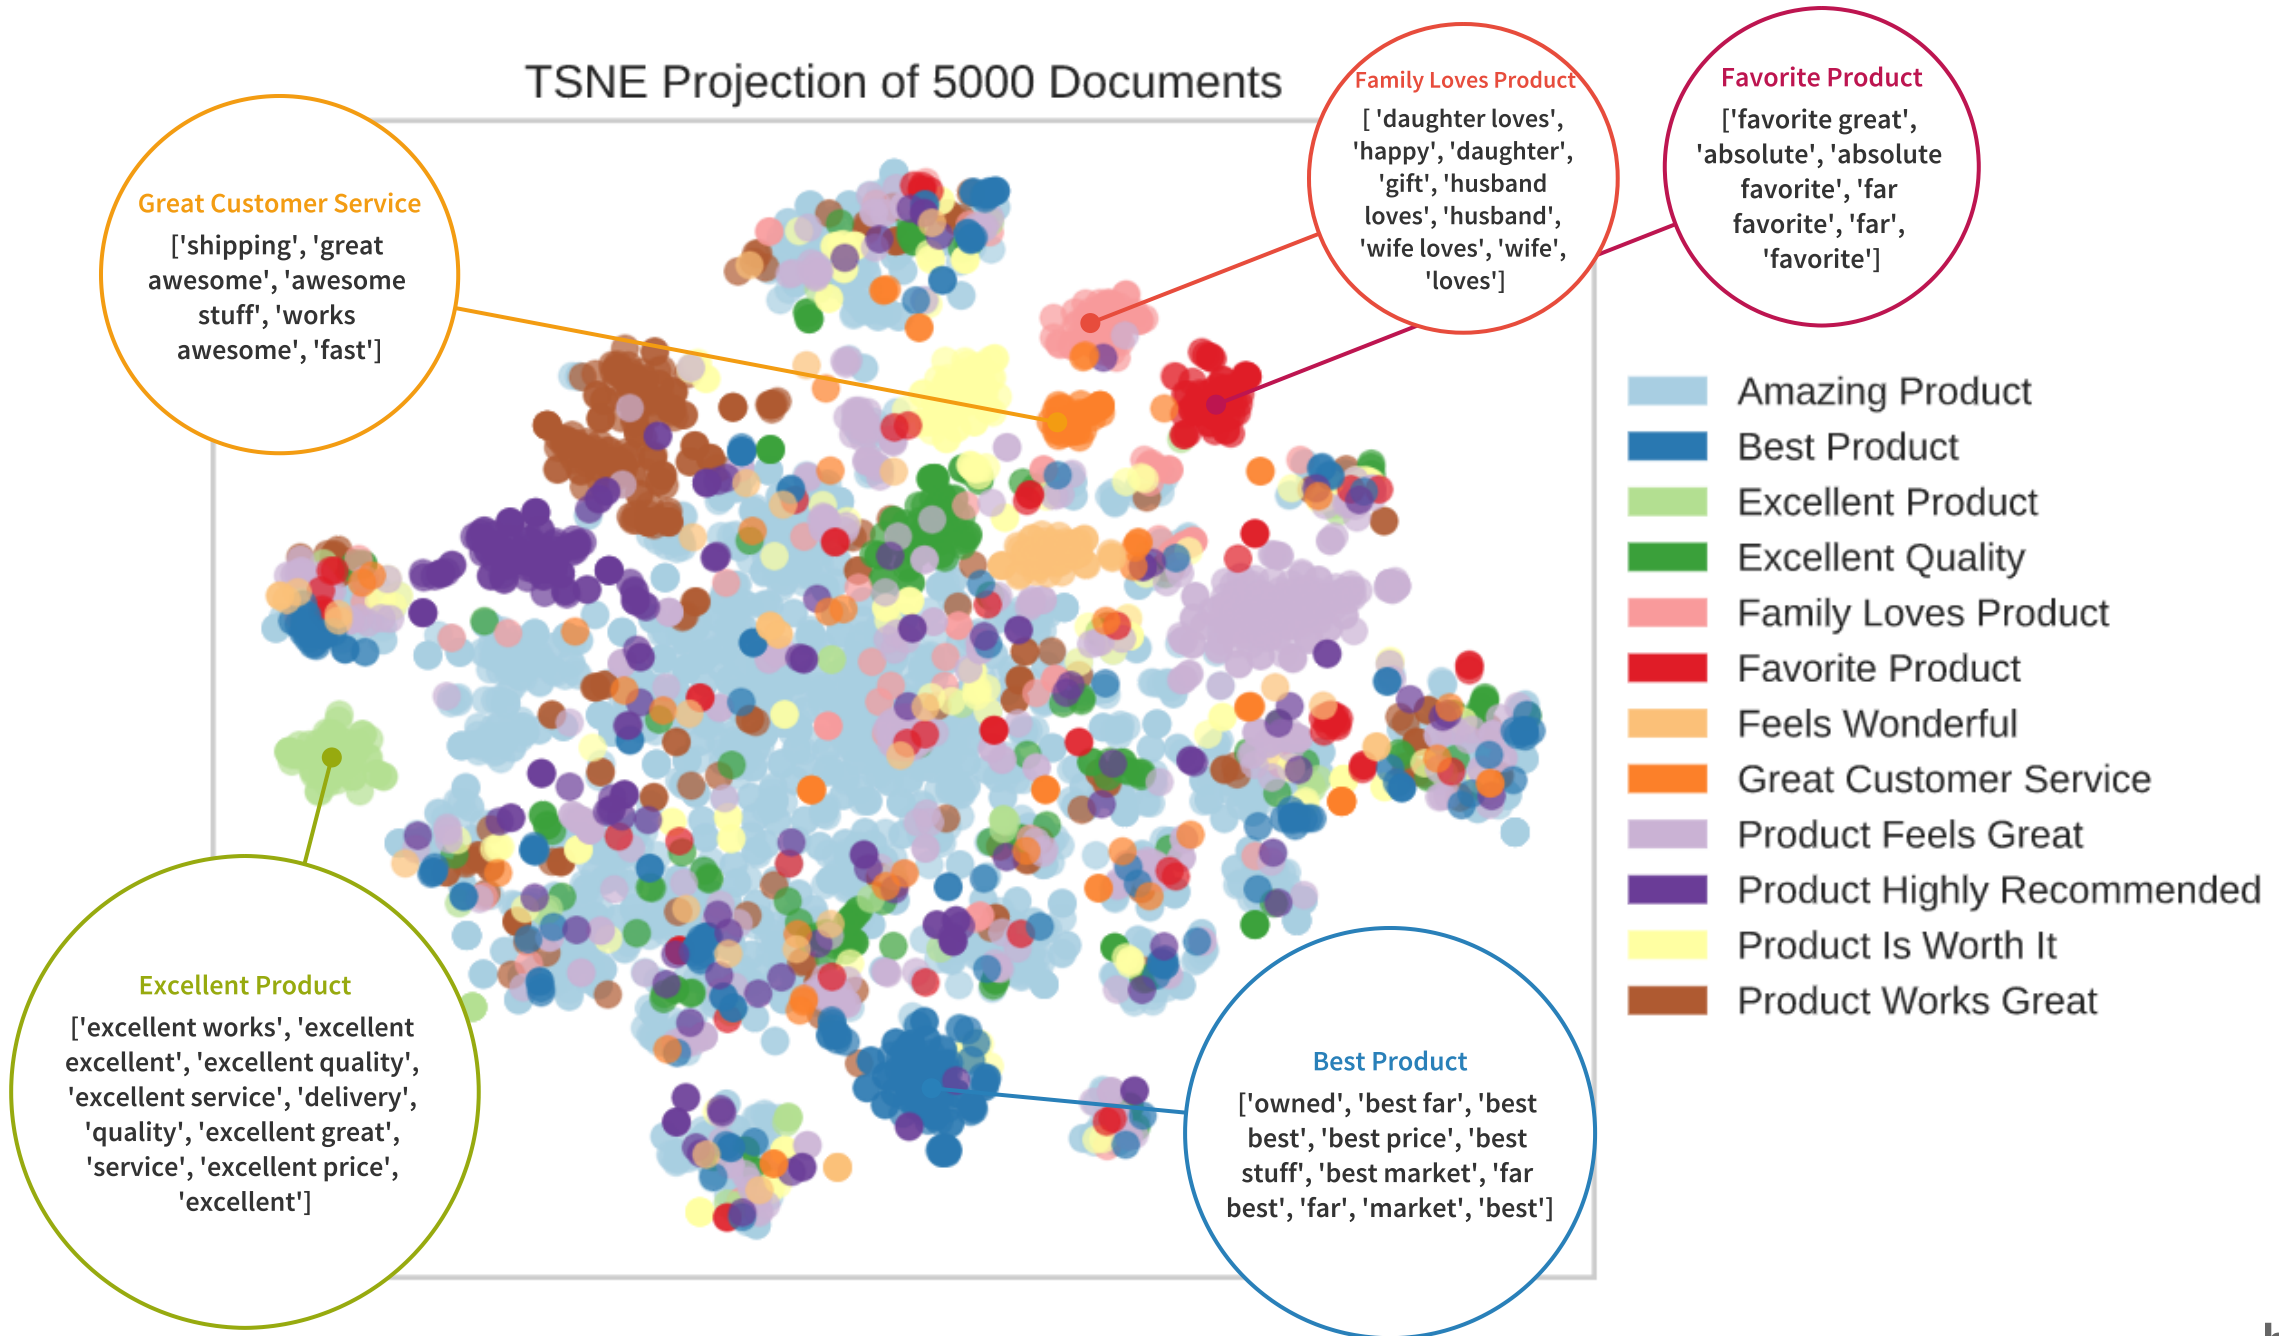 TSNE Projection of 5000 Documents
Great Customer Service
['shipping', 'great
awesome', 'awesome
stuff', 'works
awesome', 'fast']
Family Loves Product
[ 'daughter loves',
'happy', 'daughter',
'gift', 'husband
loves', 'husband',
'wife loves', 'wife',
'loves']
Favorite Product
['favorite great',
'absolute', 'absolute
favorite', 'far
favorite', 'far',
'favorite']
Amazing Product
Best Product
Excellent Product
Excellent Quality
Family Loves Product
Favorite Product
Feels Wonderful
Great Customer Service
Product Feels Great
Product Highly Recommended
Product Is Worth It
Product Works Great
Excellent Product
['excellent works', 'excellent
excellent', 'excellent quality',
'excellent service', 'delivery',
'quality', 'excellent great',
'service', 'excellent price',
'excellent']
Best Product
['owned', 'best far', 'best
best', 'best price', 'best
stuff', 'best market', 'far
best', 'far', 'market', 'best']